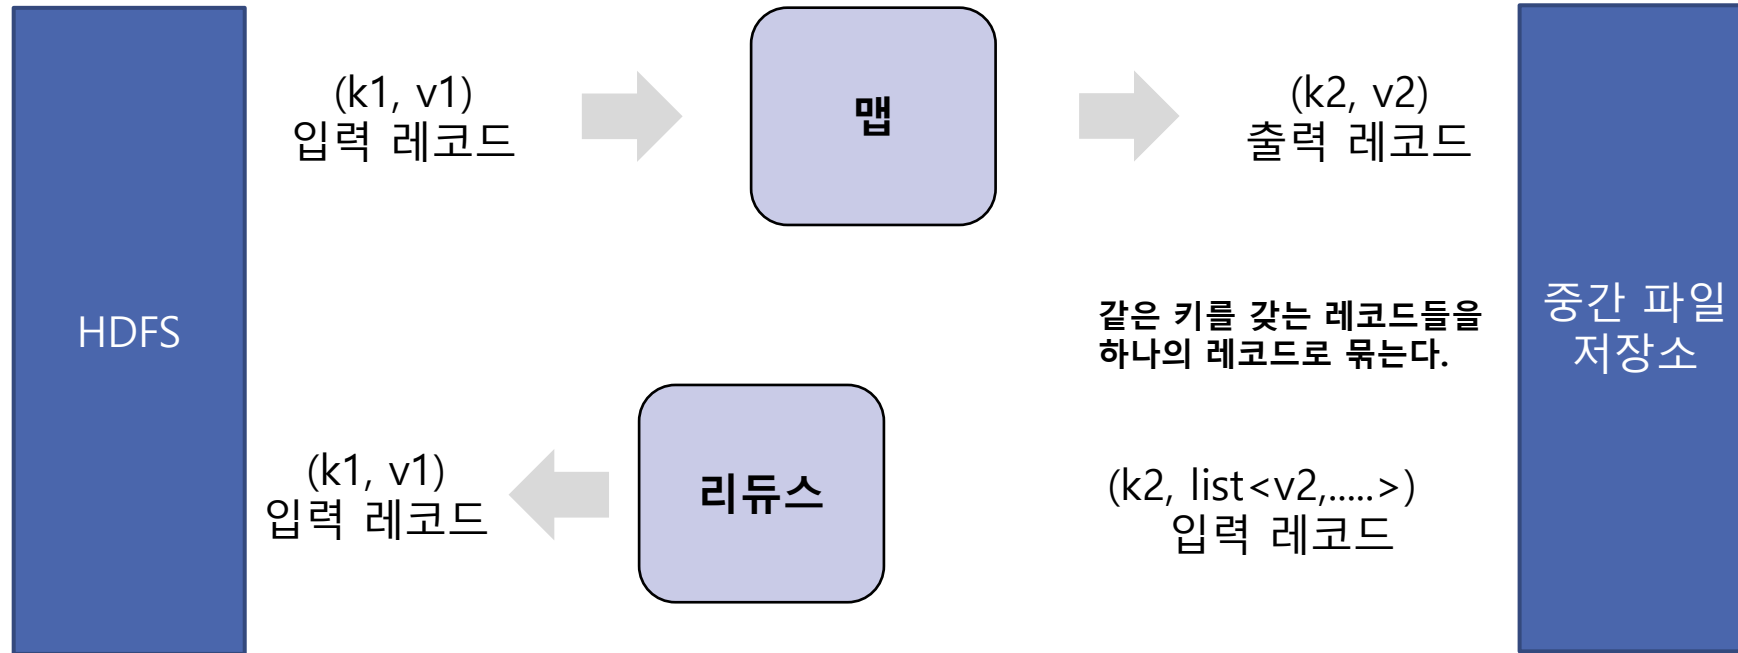 HDFS
(k1, v1)
입력 레코드
맵
(k2, v2)
출력 레코드
같은 키를 갖는 레코드들을
하나의 레코드로 묶는다.
중간 파일
저장소
(k1, v1)
입력 레코드
리듀스
(k2, list<v2,.....>)
입력 레코드